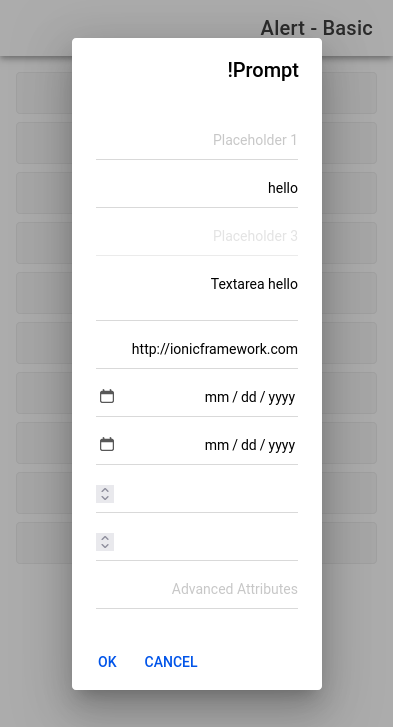 Alert - Basic
!Prompt
Placeholder 1
hello
Placeholder 3
Textarea hello
http://ionicframework.com
mm / dd / yyyy
mm / dd / yyyy
Advanced Attributes
OK CANCEL